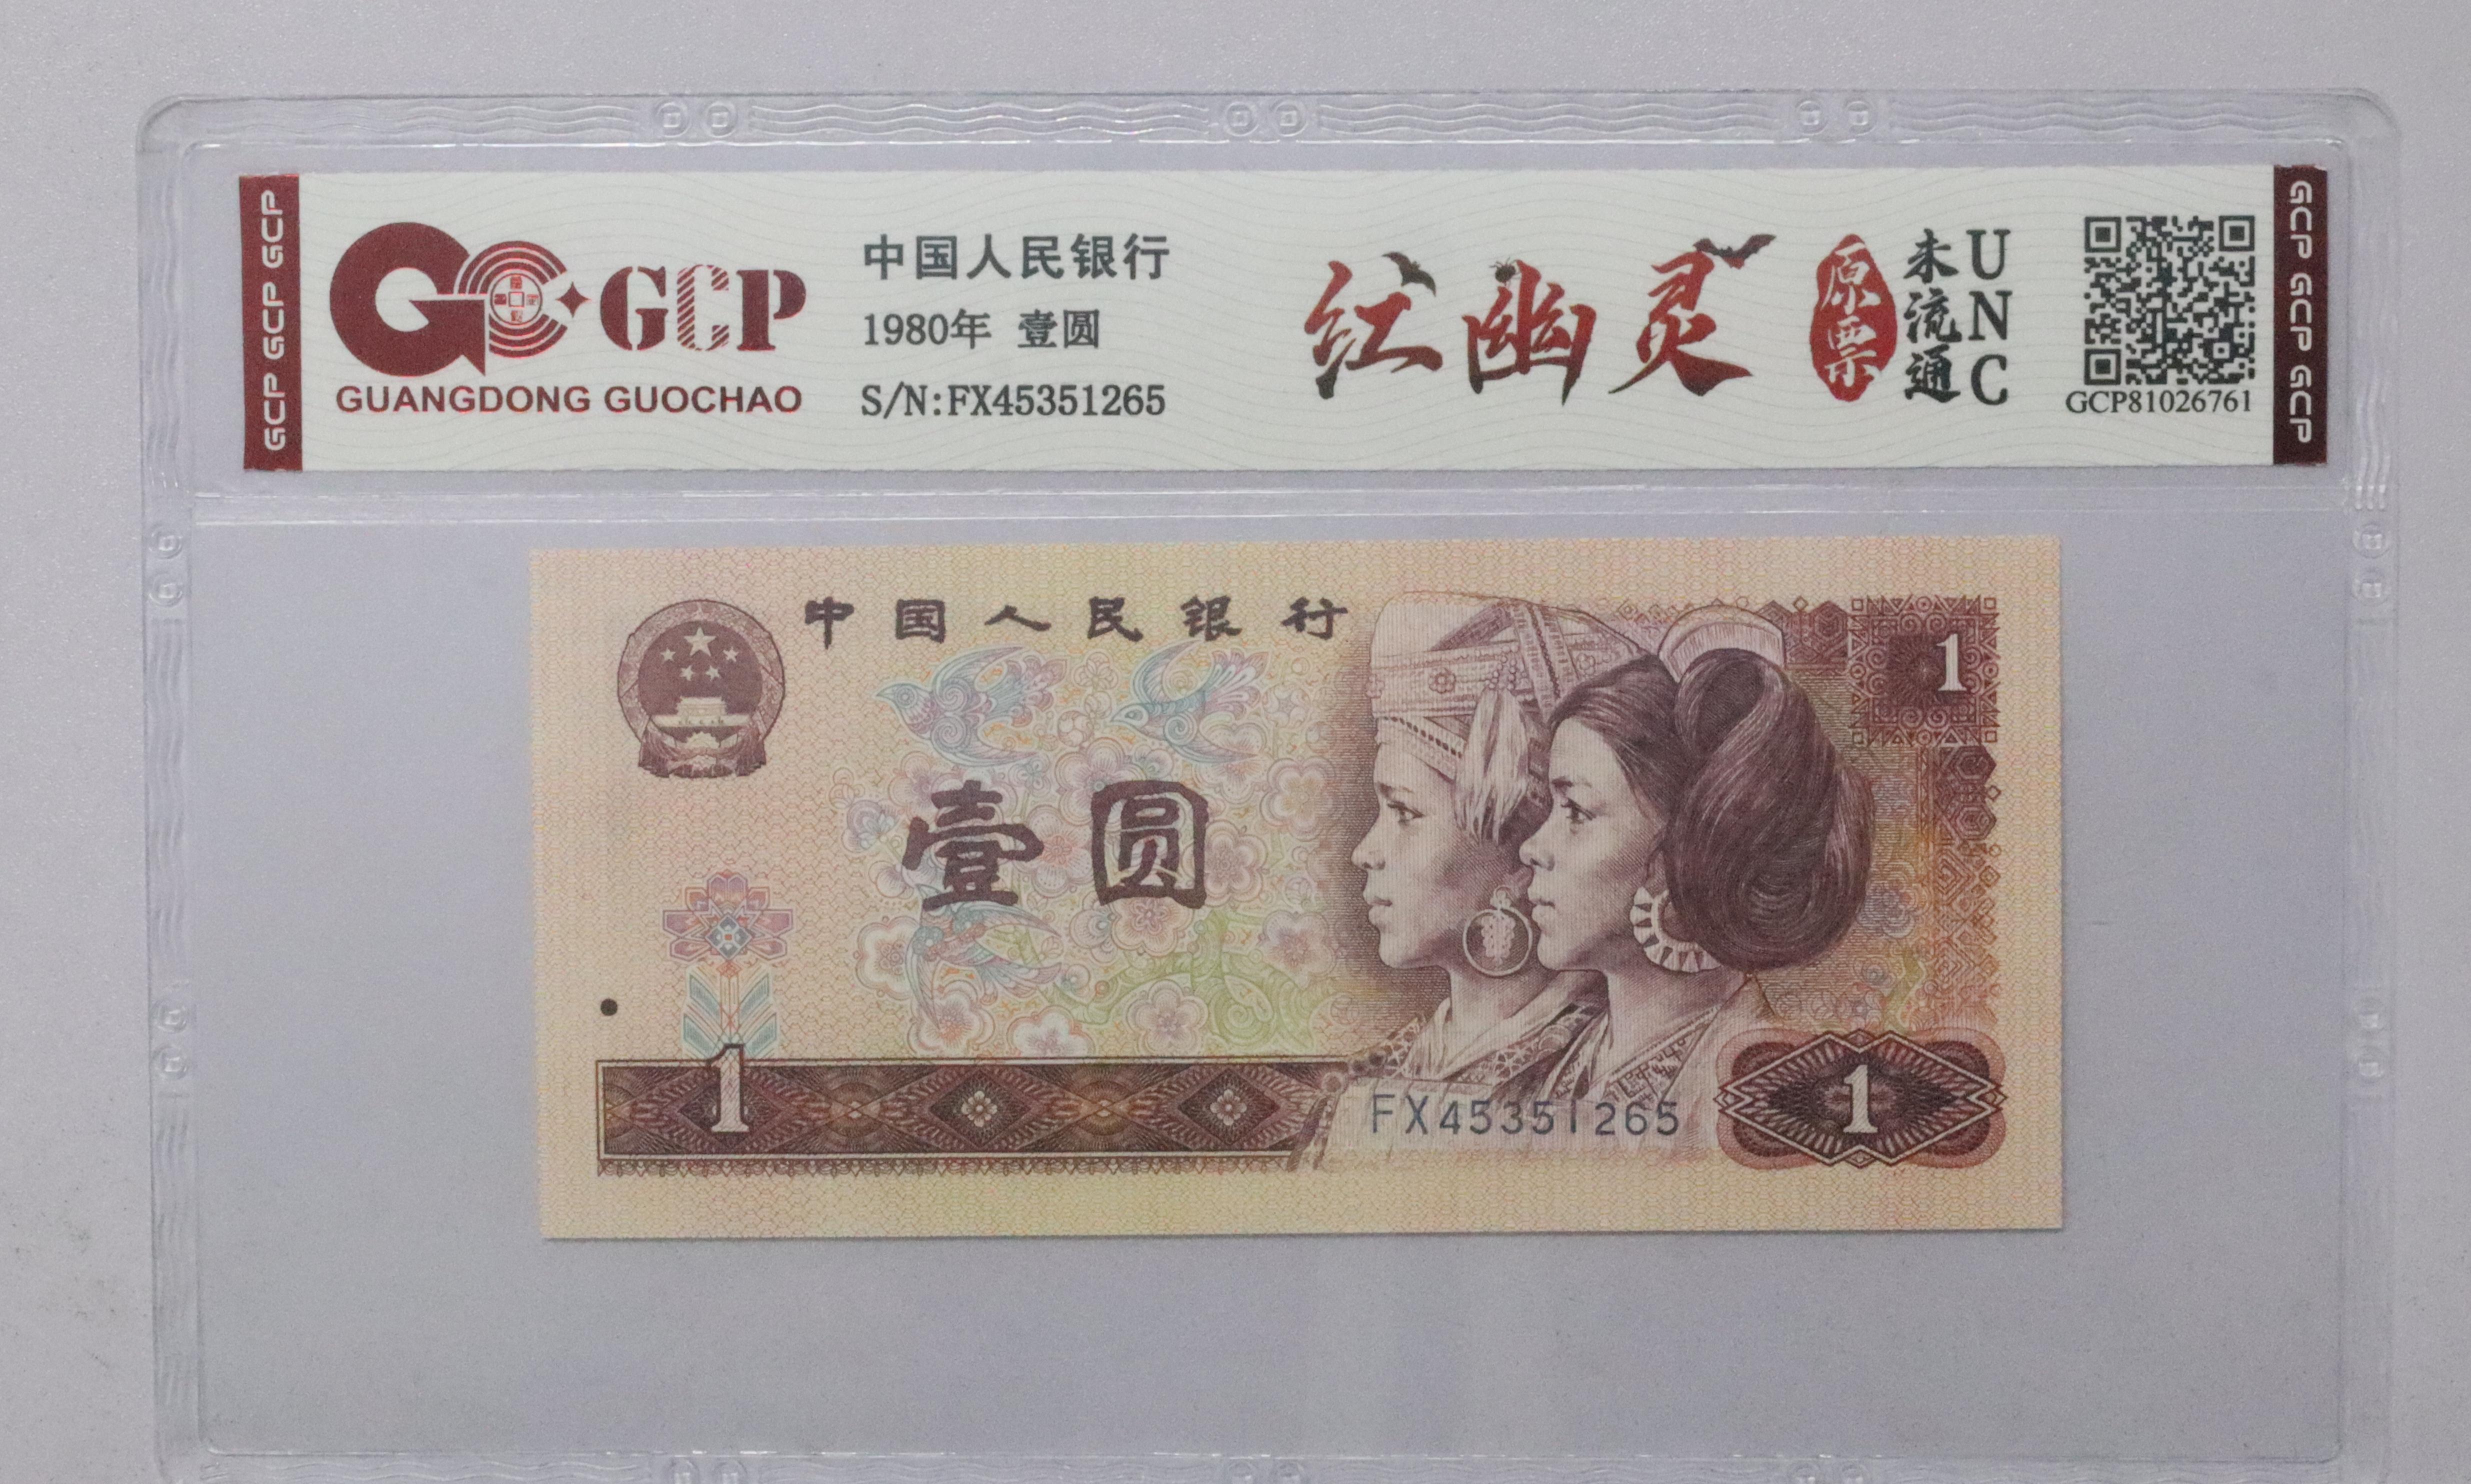 GCP GCP GCP
GCP
GUANGDONG GUOCHAO
中国人民银行
1980年 壹圆
S/N:FX45351265
红幽灵
原票
未流通
UNC
GCP81026761
GCP GCP GCP
中国人民银行
1
壹圆
1
FX45351265
1